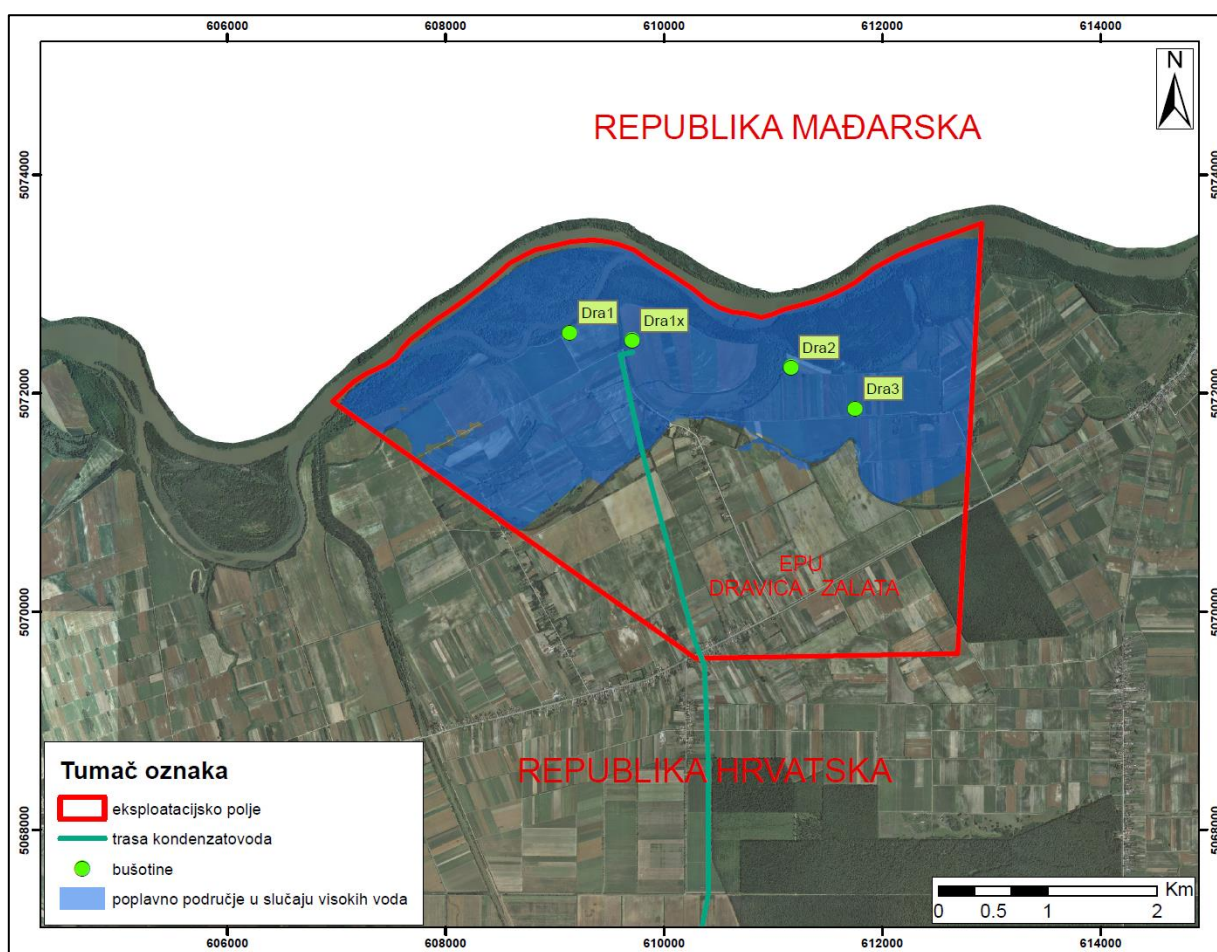 606000 608000 610000 612000 614000
N
REPUBLIKA MAĐARSKA
5074000 5074000
Dra1
Dra1x
Dra2
5072000 5072000
Dra3
EPU
DRAVICA - ZALATA
5070000 5070000
REPUBLIKA HRVATSKA
Tumač oznaka
eksploatacijsko polje
trasa kondenzatovoda
bušotine
poplavno područje u slučaju visokih voda
5068000 5068000
Km
0 0.5 1 2
606000 608000 610000 612000 614000